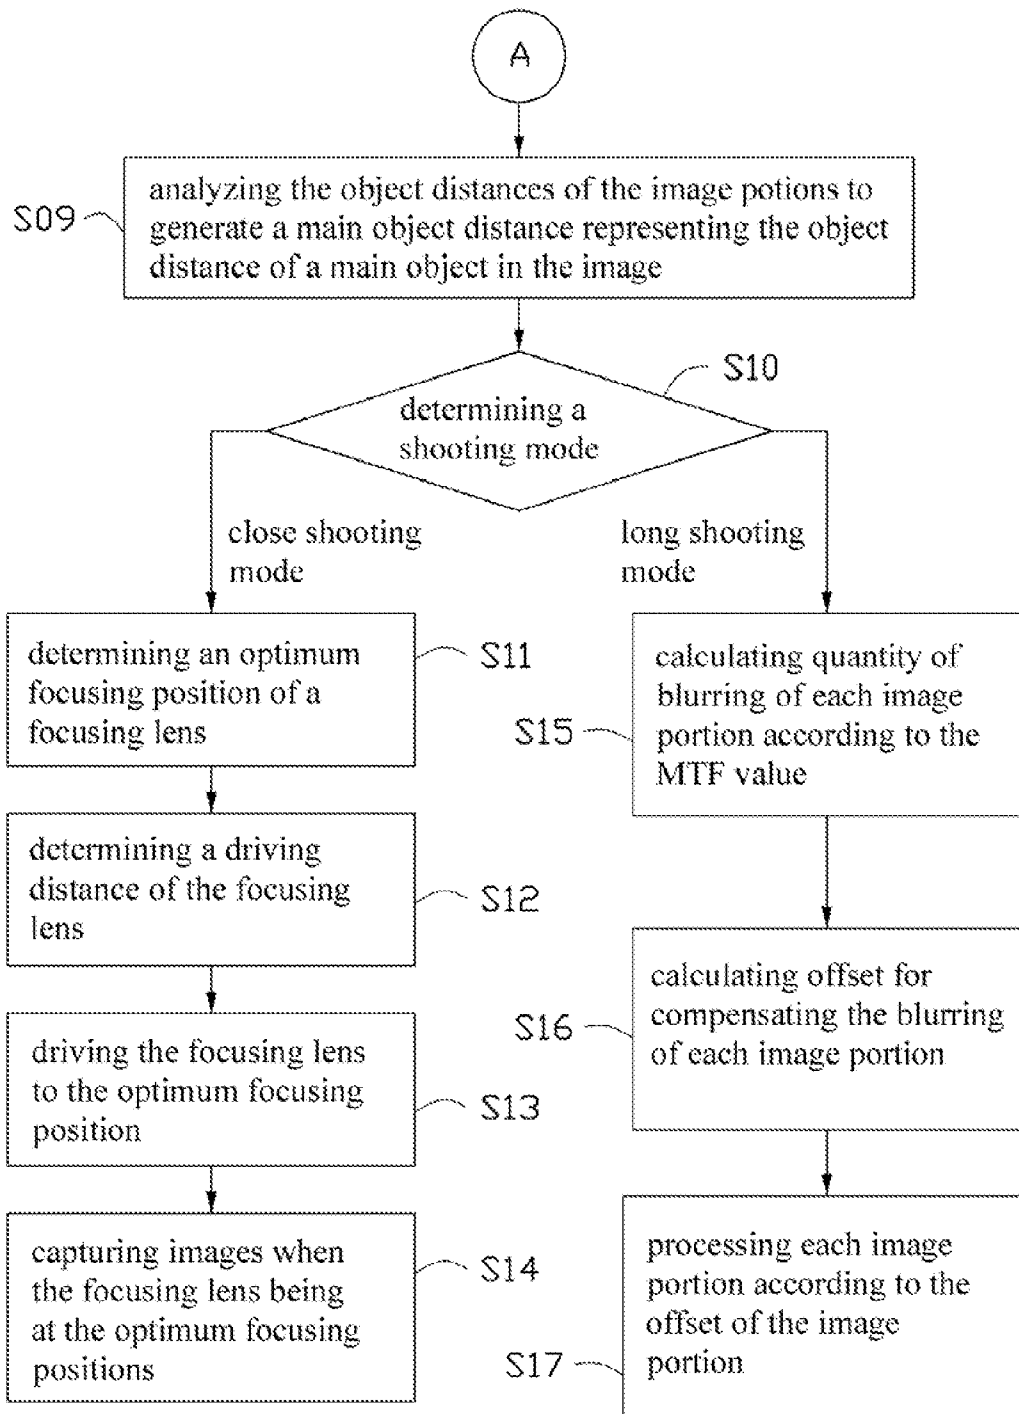 A
S09
analyzing the object distances of the image potions to
generate a main object distance representing the object
distance of a main object in the image
S10
determining a
shooting mode
close shooting
mode
long shooting
mode
determining an optimum
focusing position of a
focusing lens
S11
determining a driving
distance of the focusing
lens
S12
driving the focusing lens
to the optimum focusing
position
S13
capturing images when
the focusing lens being
at the optimum focusing
positions
S14
S15
calculating quantity of
blurring of each image
portion according to the
MTF value
S16
calculating offset for
compensating the blurring
of each image portion
S17
processing each image
portion according to the
offset of the image
portion